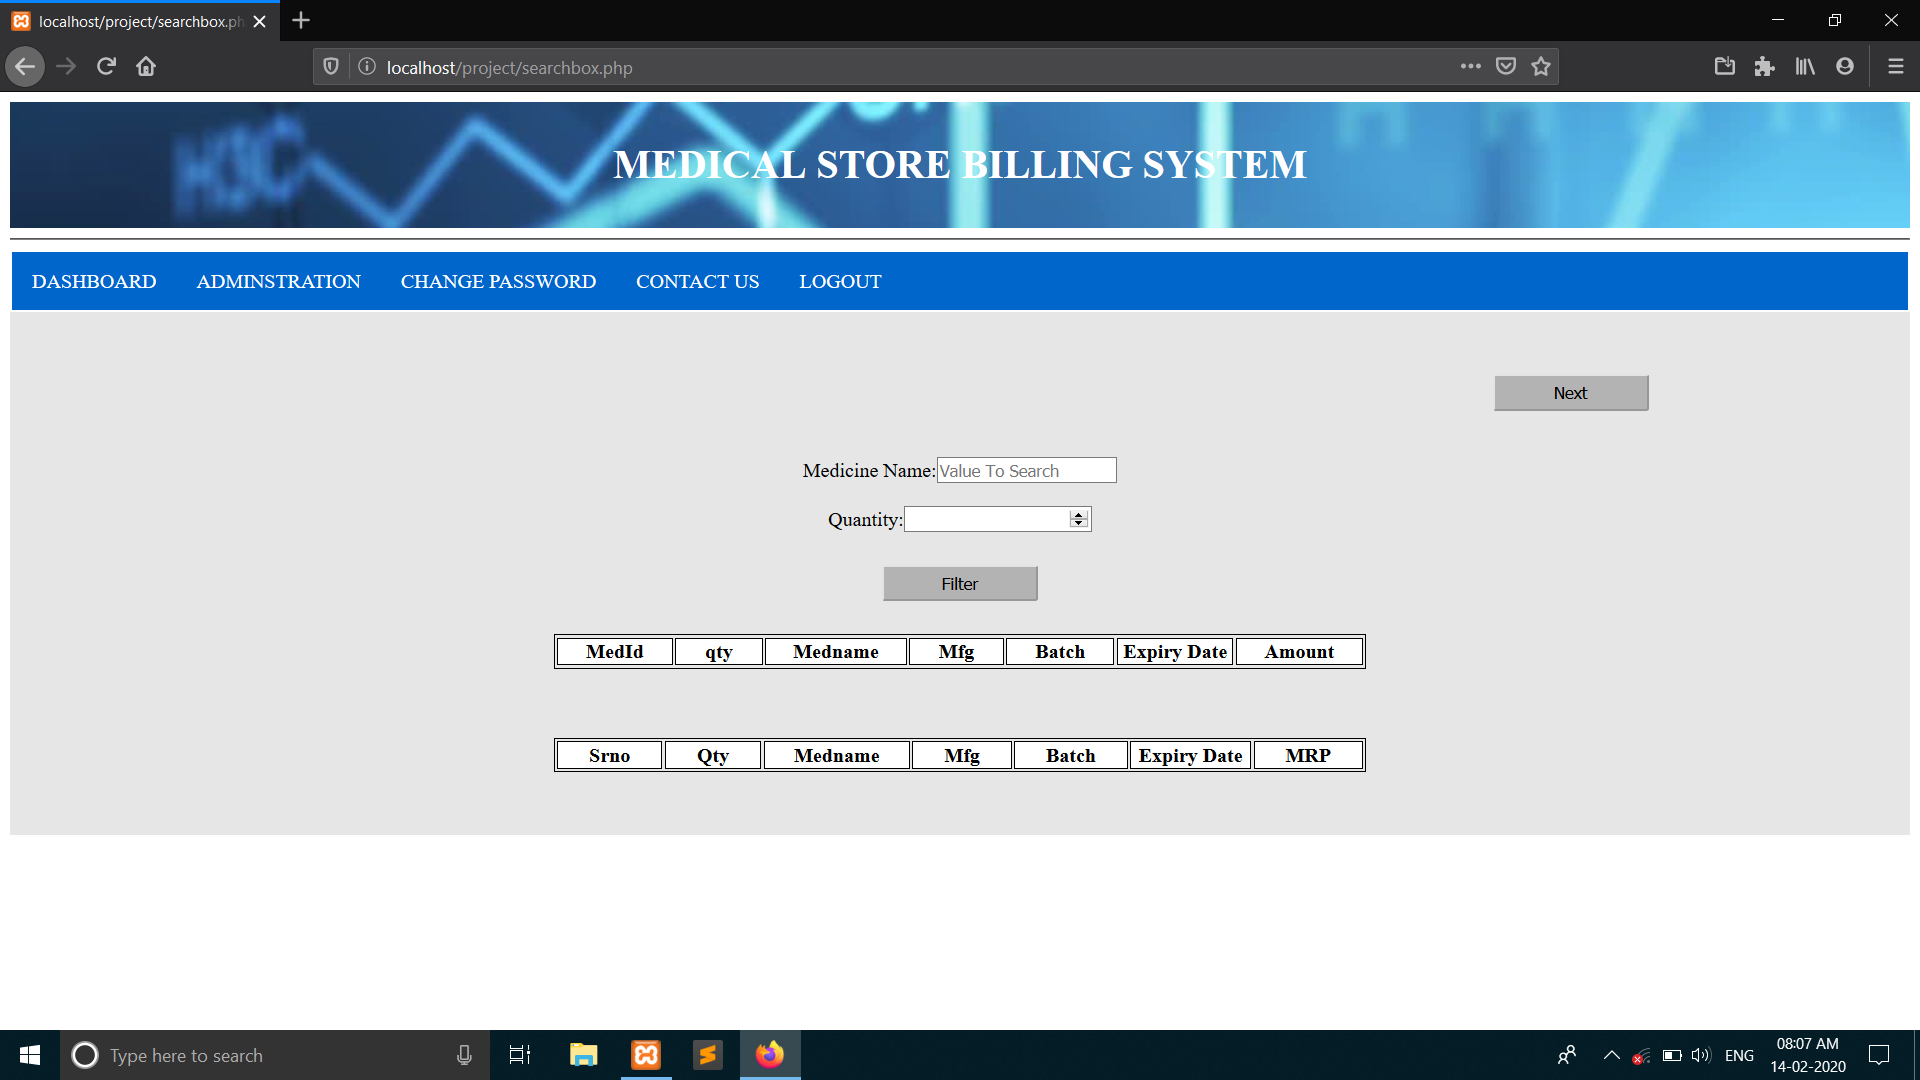 localhost/project/searchbox.ph
localhost/project/searchbox.php
MEDICAL STORE BILLING SYSTEM
DASHBOARD ADMINSTRATION CHANGE PASSWORD CONTACT US LOGOUT
Next
Medicine Name: Value To Search
Quantity:
Filter
MedId qty Medname Mfg Batch Expiry Date Amount
Srno Qty Medname Mfg Batch Expiry Date MRP
Type here to search
ENG
08:07 AM
14-02-2020